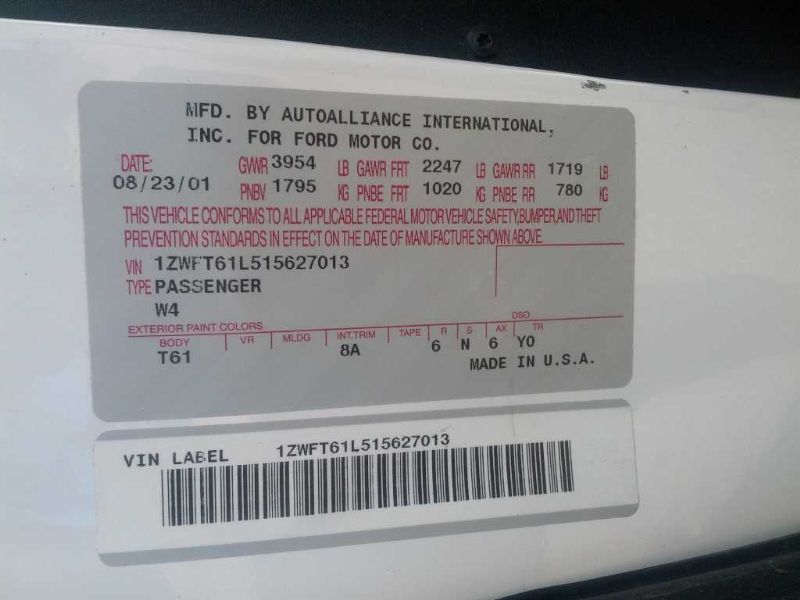 MFD. BY AUTOALLIANCE INTERNATIONAL,
INC. FOR FORD MOTOR CO.
DATE: GVWR 3954 LB GAWR FRT 2247 LB GAWR RR 1719 LB
08/23/01 PNBV 1795 KG PNBE FRT 1020 KG PNBE RR 780 KG
THIS VEHICLE CONFORMS TO ALL APPLICABLE FEDERAL MOTOR VEHICLE SAFETY, BUMPER, AND THEFT
PREVENTION STANDARDS IN EFFECT ON THE DATE OF MANUFACTURE SHOWN ABOVE.
VIN 1ZWFT61L515627013
TYPE PASSENGER
W4
EXTERIOR PAINT COLORS DSO
BODY VR MLDG INT.TRIM TAPE R S AX TR
T61 8A 6 N 6 Y0
MADE IN U.S.A.
VIN LABEL 1ZWFT61L515627013